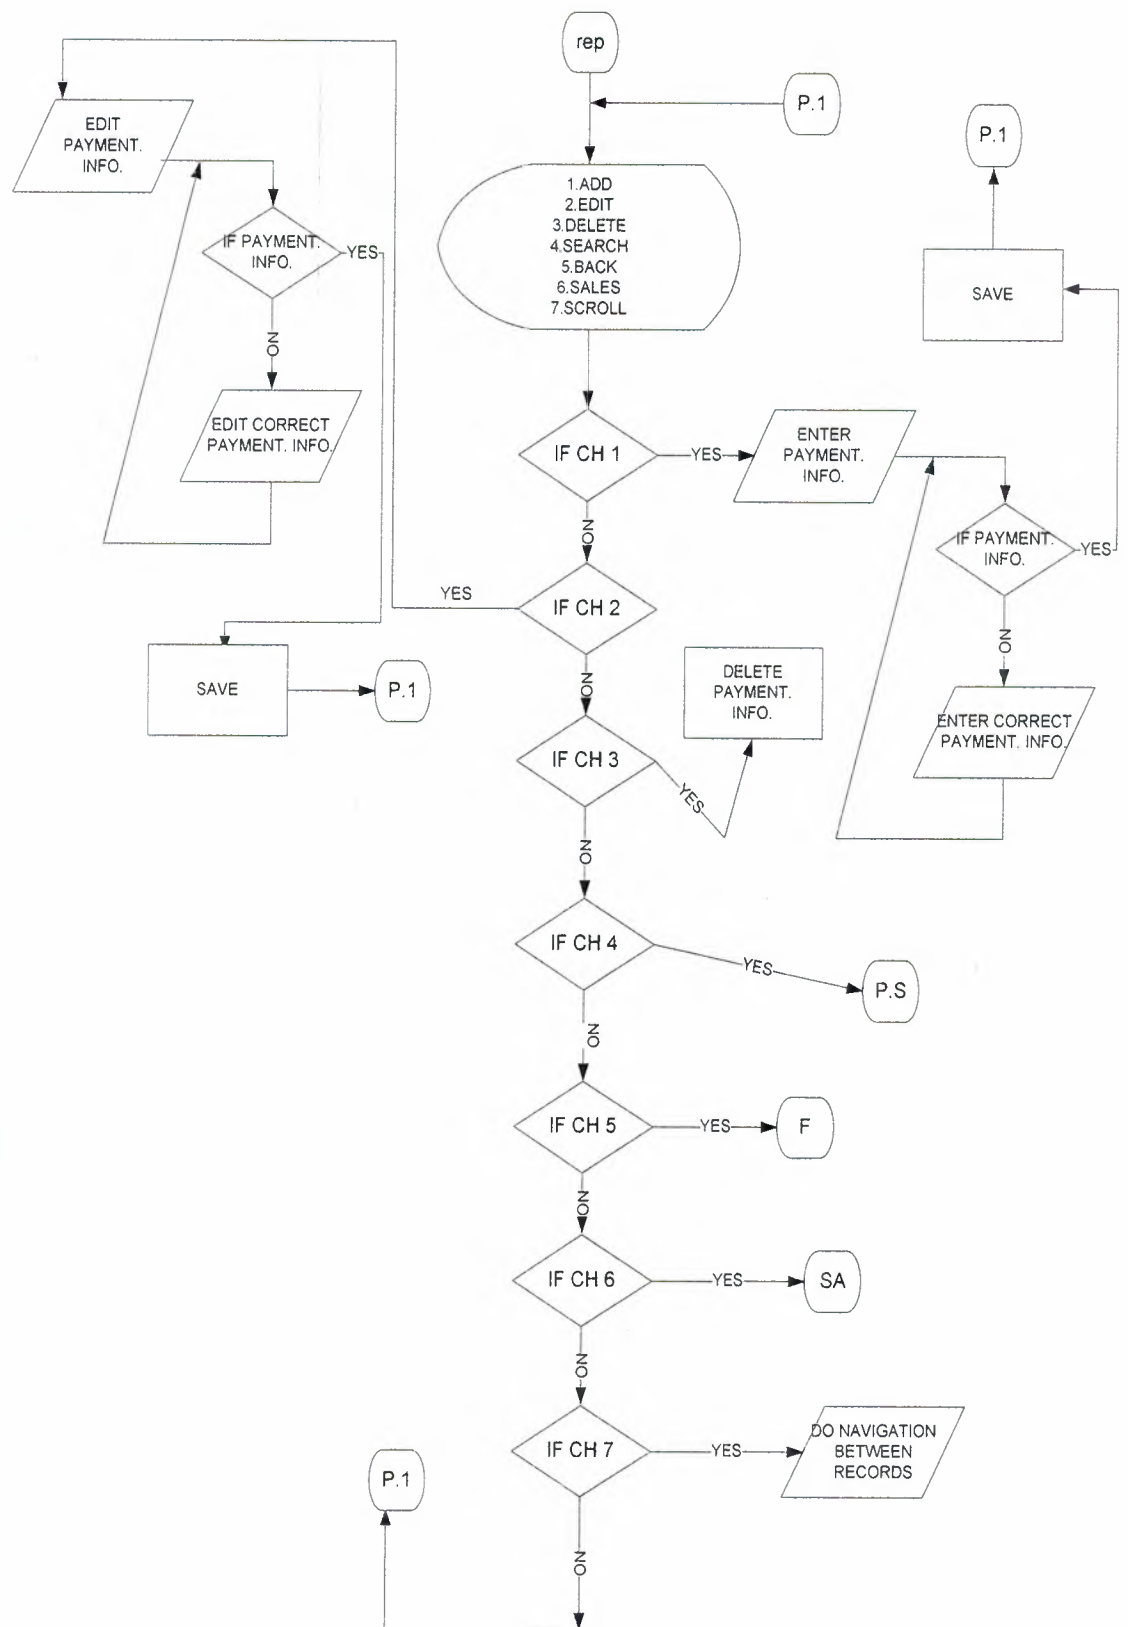 rep
P.1
P.1
EDIT
PAYMENT.
INFO.
1.ADD
2.EDIT
3.DELETE
4.SEARCH
5.BACK
6.SALES
7.SCROLL
IF PAYMENT.
INFO.
YES
SAVE
NO
EDIT CORRECT
PAYMENT. INFO.
IF CH 1
YES
ENTER
PAYMENT.
INFO.
NO
IF PAYMENT.
INFO.
YES
YES
IF CH 2
NO
SAVE
P.1
NO
DELETE
PAYMENT.
INFO.
ENTER CORRECT
PAYMENT. INFO.
IF CH 3
YES
NO
IF CH 4
YES
P.S
NO
IF CH 5
YES
F
NO
IF CH 6
YES
SA
NO
IF CH 7
YES
DO NAVIGATION
BETWEEN
RECORDS
P.1
NO